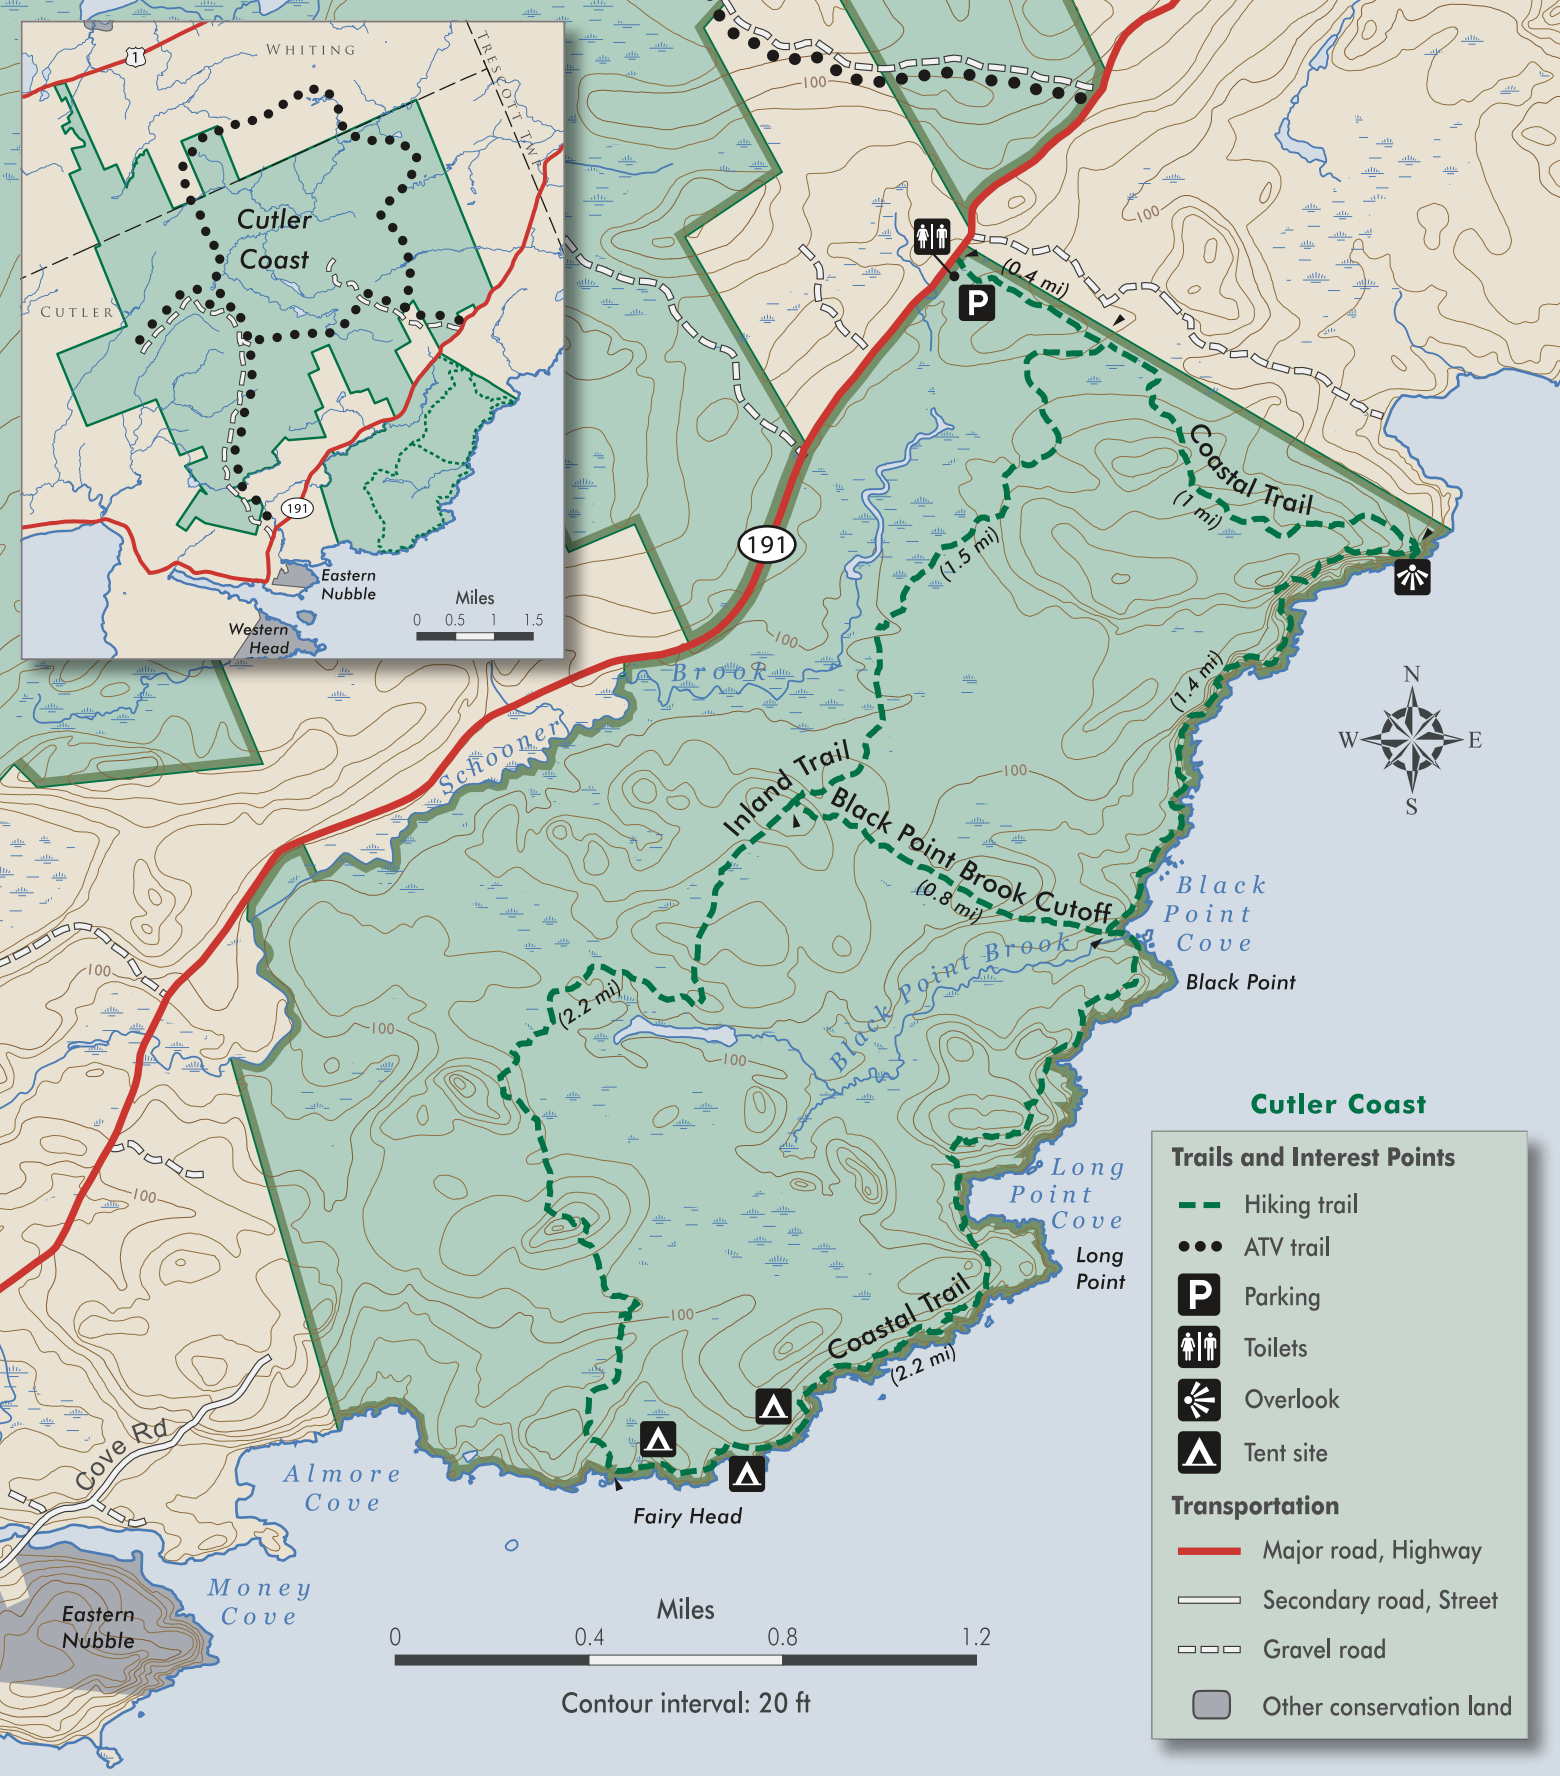 1
WHITING
TRESCOTT TWP
Cutler
Coast
CUTLER
191
Eastern
Nubble
Western
Head
Miles
0 0.5 1 1.5
100
100
(0.4 mi)
P
Coastal Trail
(1 mi)
(1.5 mi)
191
100
Schooner Brook
(1.4 mi)
N
W E
S
100
Inland Trail
Black Point Brook Cutoff
(0.8 mi)
Black
Point
Cove
Black Point Brook
Black Point
100
(2.2 mi)
100
100
100
Long
Point
Cove
Long
Point
100
Coastal Trail
(2.2 mi)
Cove Rd
Almore
Cove
Fairy Head
Money
Cove
Eastern
Nubble
Miles
0 0.4 0.8 1.2
Contour interval: 20 ft
Cutler Coast
Trails and Interest Points
Hiking trail
ATV trail
P Parking
Toilets
Overlook
Tent site
Transportation
Major road, Highway
Secondary road, Street
Gravel road
Other conservation land